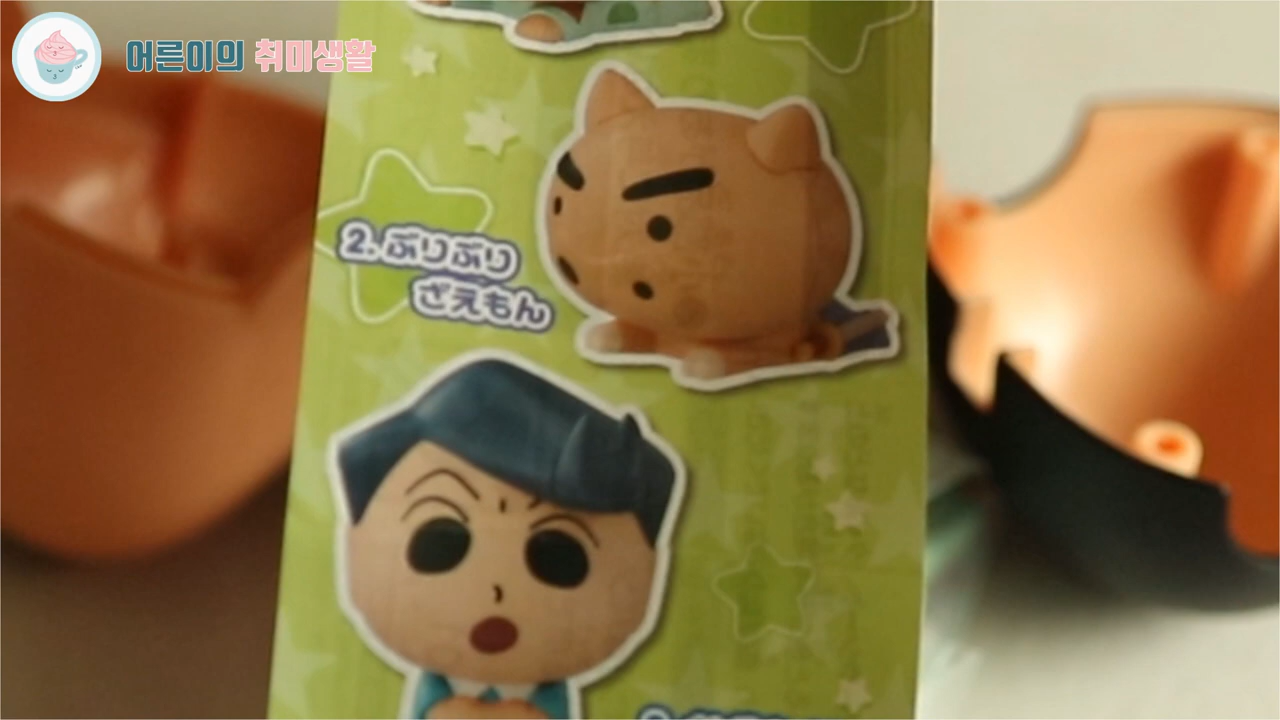 어른이의 취미생활
2. ぶりぶり
ざえもん